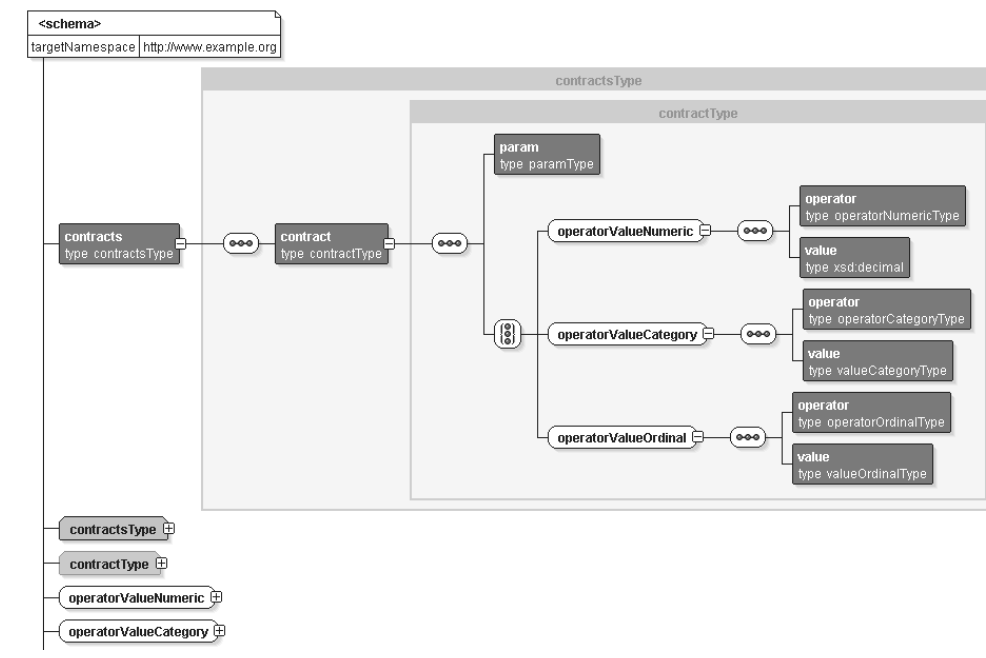 <schema>
targetNamespace http://www.example.org
contractsType
contractType
param
type paramType
operator
type operatorNumericType
operatorValueNumeric
value
type xsd:decimal
contracts
type contractsType
contract
type contractType
operator
type operatorCategoryType
operatorValueCategory
value
type valueCategoryType
operator
type operatorOrdinalType
operatorValueOrdinal
value
type valueOrdinalType
contractsType
contractType
operatorValueNumeric
operatorValueCategory